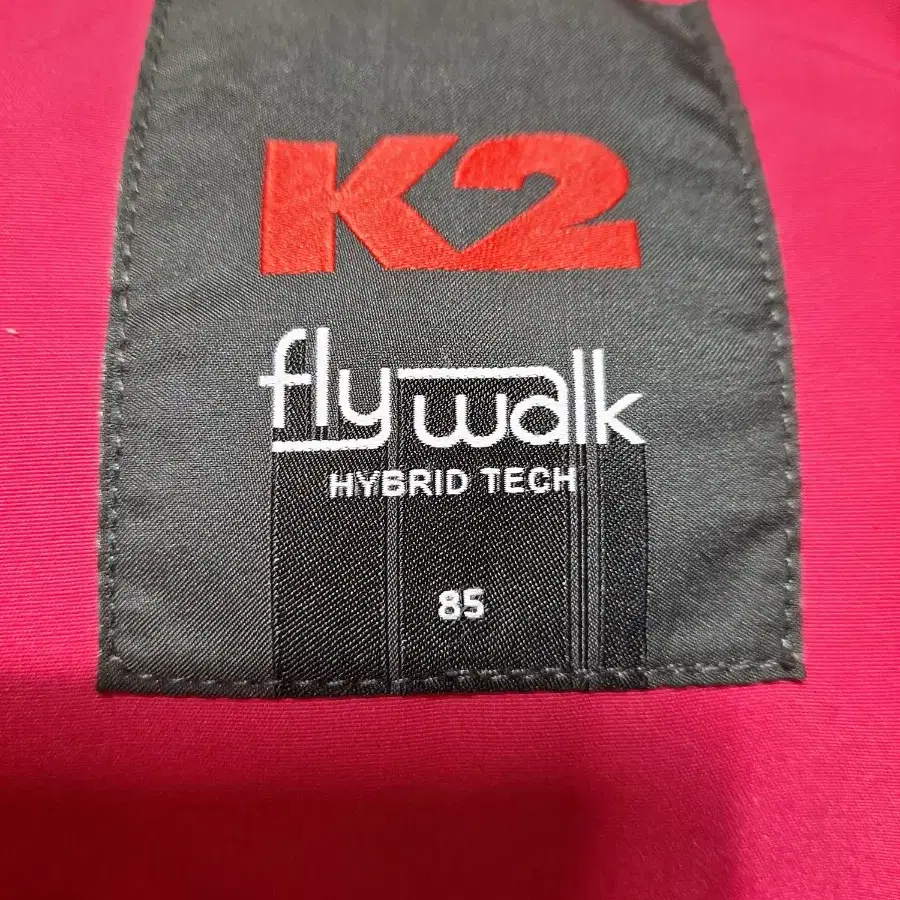 K2
fly walk
HYBRID TECH
85